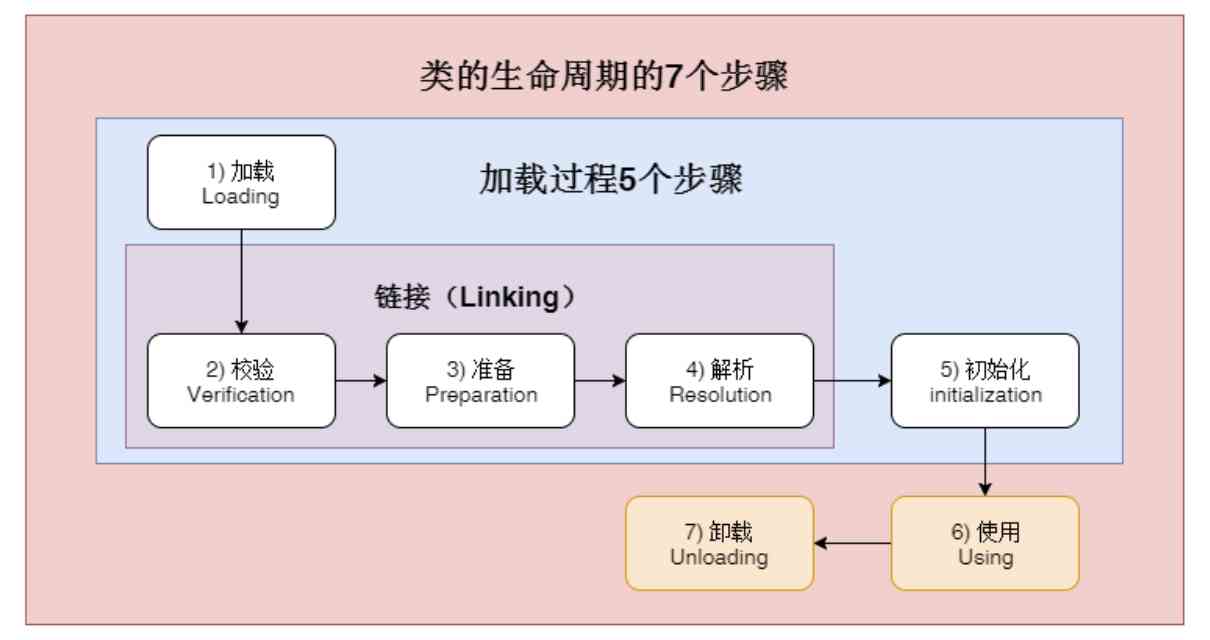 类的生命周期的7个步骤
加载过程5个步骤
1) 加载
Loading
链接（Linking）
2) 校验
Verification
3) 准备
Preparation
4) 解析
Resolution
5) 初始化
initialization
6) 使用
Using
7) 卸载
Unloading